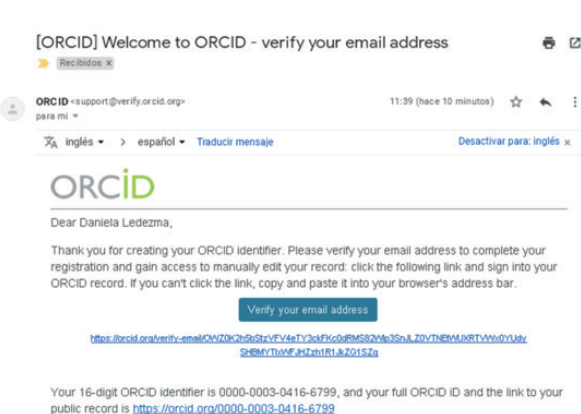 [ORCID] Welcome to ORCID - verify your email address
Recibidos x
ORCID <support@verify.orcid.org> 11:39 (hace 10 minutos)
para mi
inglés > español Traducir mensaje Desactivar para: inglés x
ORCiD
Dear Daniela Ledezma,
Thank you for creating your ORCID identifier. Please verify your email address to complete your
registration and gain access to manually edit your record: click the following link and sign into your
ORCID record. If you can't click the link, copy and paste it into your browser's address bar.
Verify your email address
Your 16-digit ORCID identifier is 0000-0003-0416-6799, and your full ORCID iD and the link to your
public record is https://orcid.org/0000-0003-0416-6799